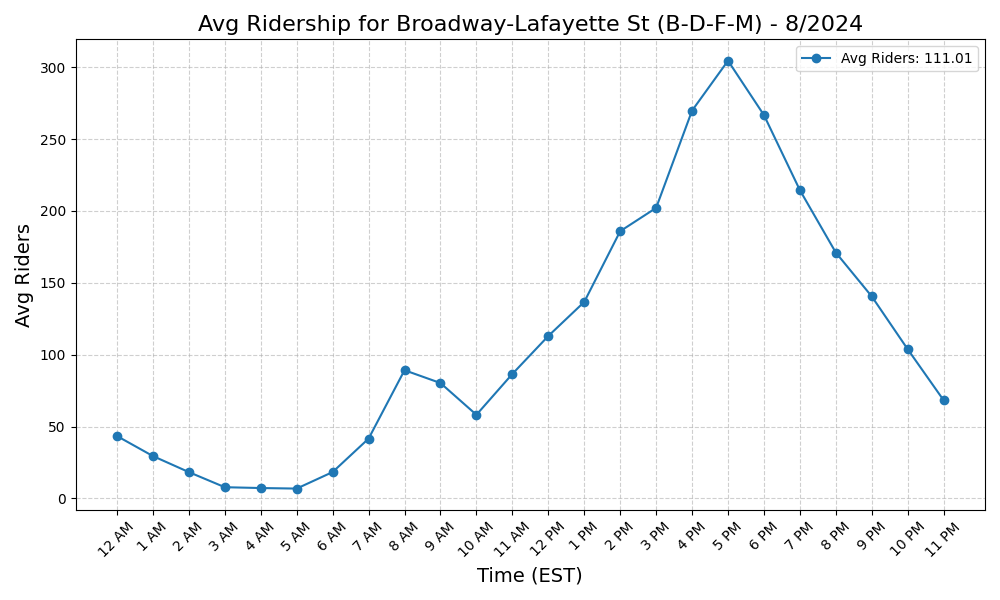 Avg Ridership for Broadway-Lafayette St (B-D-F-M) - 8/2024
Avg Riders: 111.01
Avg Riders
300
250
200
150
100
50
0
12 AM
1 AM
2 AM
3 AM
4 AM
5 AM
6 AM
7 AM
8 AM
9 AM
10 AM
11 AM
12 PM
1 PM
2 PM
3 PM
4 PM
5 PM
6 PM
7 PM
8 PM
9 PM
10 PM
11 PM
Time (EST)